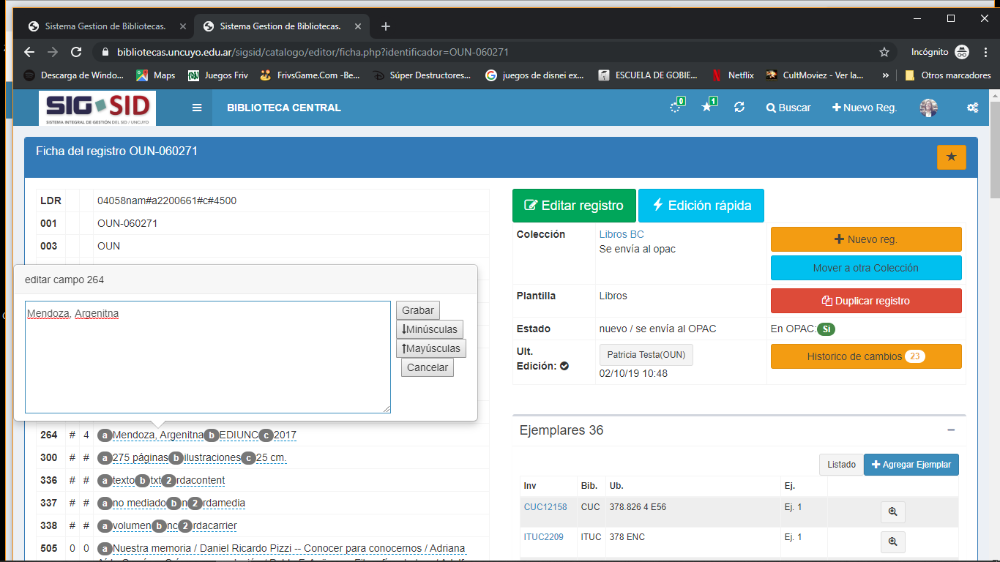 Sistema Gestion de Bibliotecas.
Sistema Gestion de Bibliotecas.
bibliotecas.uncuyo.edu.ar/sigsid/catalogo/editor/ficha.php?identificador=OUN-060271
Incógnito
Descarga de Windo...
Maps
Juegos Friv
FrivsGame.Com -Be...
Súper Destructores...
juegos de disnei ex...
ESCUELA DE GOBIE...
Netflix
CultMoviez - Ver la...
»
Otros marcadores
SIG SID
SISTEMA INTEGRAL DE GESTIÓN DEL SID / UNCUYO
BIBLIOTECA CENTRAL
0
1
Buscar
Nuevo Reg.
Ficha del registro OUN-060271
LDR 04058nam#a2200661#c#4500
001 OUN-060271
003 OUN
editar campo 264
Mendoza, Argenitna
Grabar
Minúsculas
Mayúsculas
Cancelar
264 # 4 a Mendoza, Argenitna b EDIUNC c 2017
300 # # a 275 páginas b ilustraciones c 25 cm.
336 # # a texto b txt 2 rdacontent
337 # # a no mediado b n 2 rdamedia
338 # # a volumen b nc 2 rdacarrier
505 0 0 a Nuestra memoria / Daniel Ricardo Pizzi -- Conocer para conocernos / Adriana
Editar registro
Edición rápida
Colección Libros BC
Se envía al opac
Nuevo reg.
Mover a otra Colección
Plantilla Libros
Duplicar registro
Estado nuevo / se envía al OPAC En OPAC: Si
Ult.
Edición:
Patricia Testa(OUN)
02/10/19 10:48
Historico de cambios 23
Ejemplares 36
Listado
Agregar Ejemplar
Inv Bib. Ub. Ej.
CUC12158 CUC 378.826 4 E56 Ej. 1
ITUC2209 ITUC 378 ENC Ej. 1